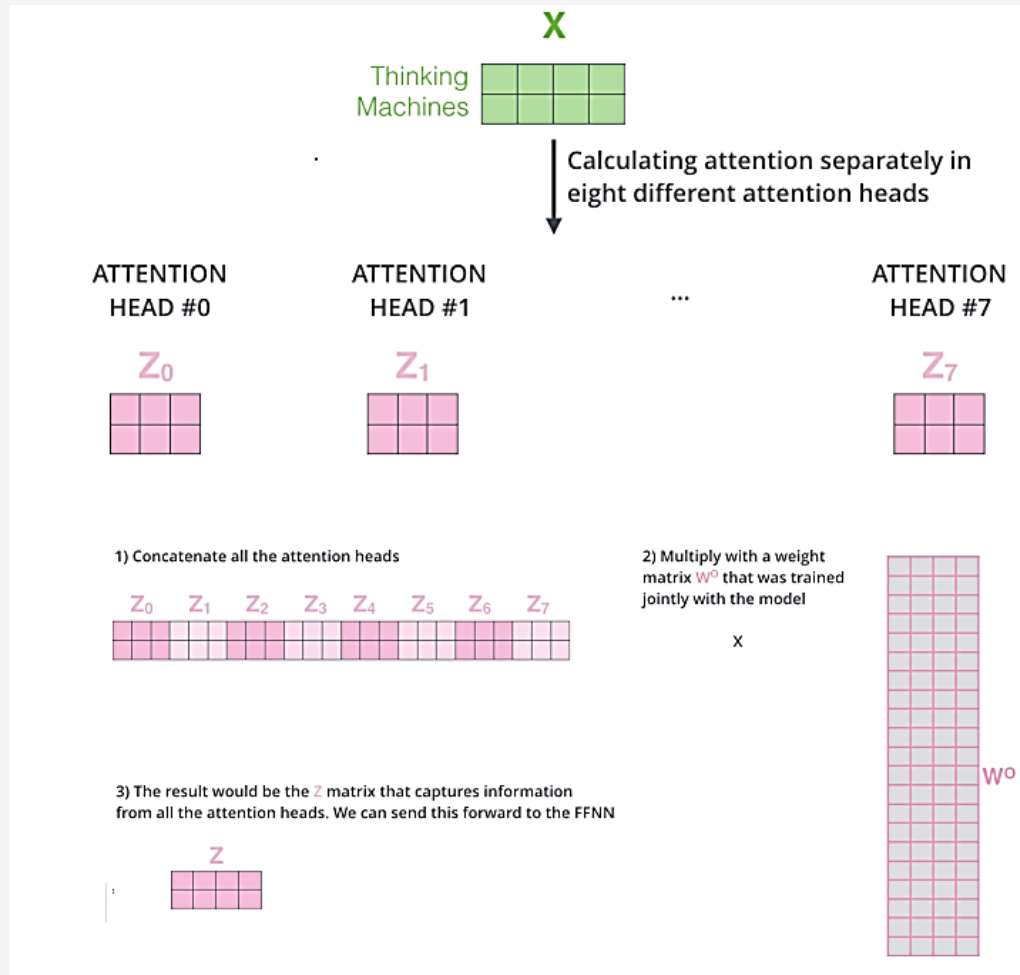 X
Thinking
Machines
Calculating attention separately in
eight different attention heads
ATTENTION
HEAD #0
ATTENTION
HEAD #1
...
ATTENTION
HEAD #7
Z0
Z1
Z7
1) Concatenate all the attention heads
Z0 Z1 Z2 Z3 Z4 Z5 Z6 Z7
2) Multiply with a weight
matrix Wᴼ that was trained
jointly with the model
X
Wᴼ
3) The result would be the Z matrix that captures information
from all the attention heads. We can send this forward to the FFNN
Z
: